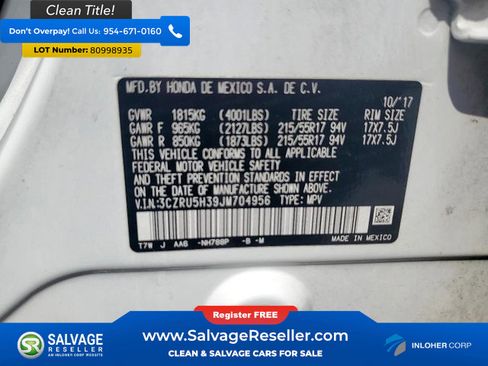 Clean Title!
Don't Overpay! Call Us: 954-671-0160
LOT Number 80998935
MFD.BY HONDA DE MEXICO S.A. DE C.V.
10/'17
GVWR 1815KG (4001LBS) TIRE SIZE RIM SIZE
GAWR F 965KG (2127LBS) 215/55R17 94V 17X7.5J
GAWR R 850KG (1873LBS) 215/55R17 94V 17X7.5J
THIS VEHICLE CONFORMS TO ALL APPLICABLE
FEDERAL MOTOR VEHICLE SAFETY
AND THEFT PREVENTION STANDARDS IN EFFECT
ON THE DATE OF MANUFACTURE SHOWN ABOVE.
V.I.N:3CZRU5H39JM704956 TYPE: MPV
T7W J AA6 -NH788P -B -M
MADE IN MEXICO
Register FREE
SALVAGE
RESELLER
AN INLOHER CORP WEBSITE
www.SalvageReseller.com
CLEAN & SALVAGE CARS FOR SALE
INLOHER CORP